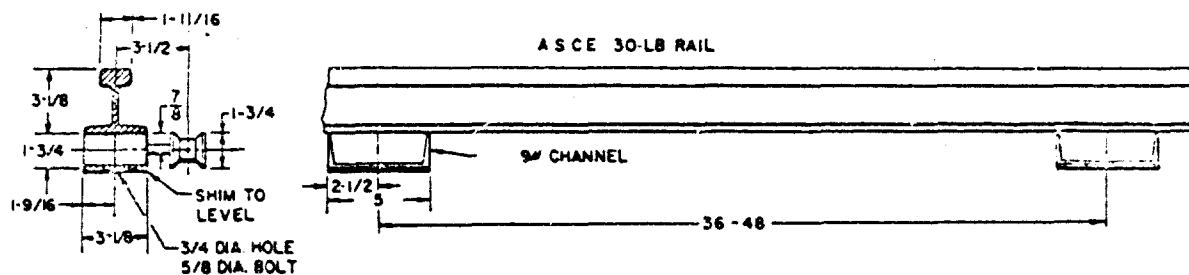 1-11/16
3-1/2
A S C E 30-LB RAIL
3-1/8
7
8
1-3/4
1-3/4
9# CHANNEL
2-1/2
5
SHIM TO
LEVEL
1-9/16
36-48
3-1/8
3/4 DIA. HOLE
5/8 DIA. BOLT